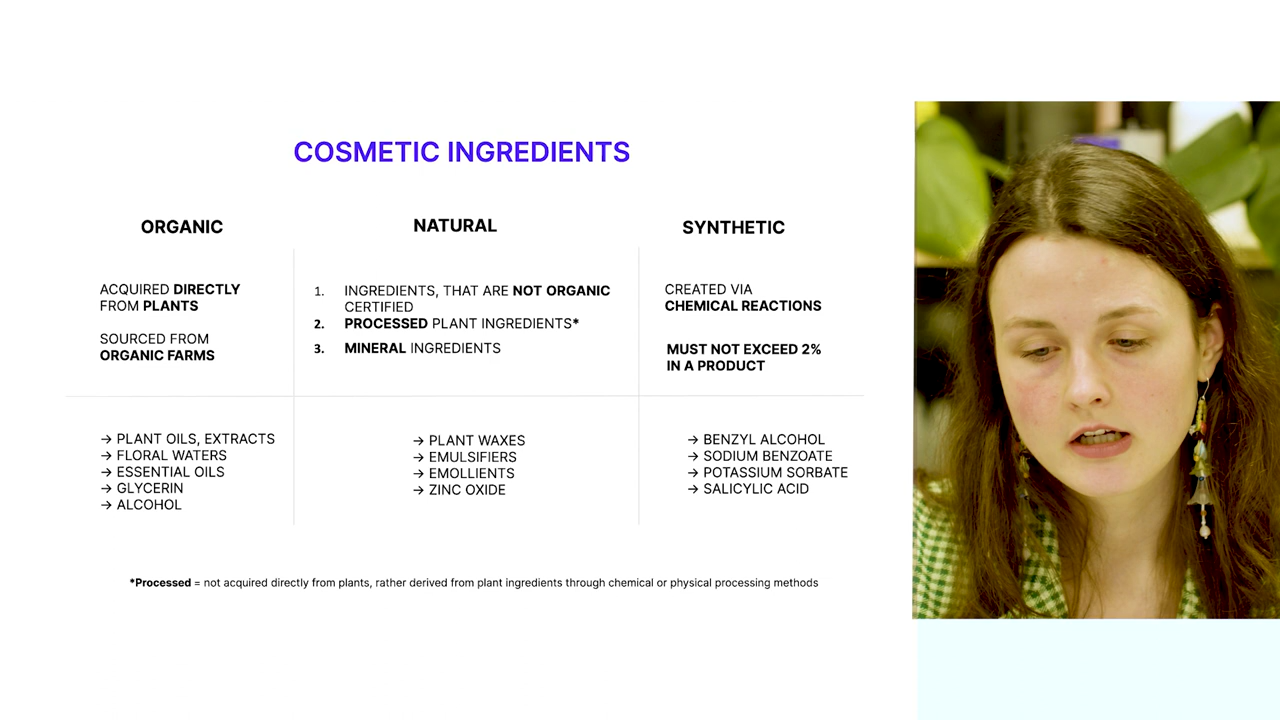 COSMETIC INGREDIENTS
ORGANIC
ACQUIRED DIRECTLY
FROM PLANTS
SOURCED FROM
ORGANIC FARMS
→ PLANT OILS, EXTRACTS
→ FLORAL WATERS
→ ESSENTIAL OILS
→ GLYCERIN
→ ALCOHOL
NATURAL
1. INGREDIENTS, THAT ARE NOT ORGANIC
CERTIFIED
2. PROCESSED PLANT INGREDIENTS*
3. MINERAL INGREDIENTS
→ PLANT WAXES
→ EMULSIFIERS
→ EMOLLIENTS
→ ZINC OXIDE
SYNTHETIC
CREATED VIA
CHEMICAL REACTIONS
MUST NOT EXCEED 2%
IN A PRODUCT
→ BENZYL ALCOHOL
→ SODIUM BENZOATE
→ POTASSIUM SORBATE
→ SALICYLIC ACID
*Processed = not acquired directly from plants, rather derived from plant ingredients through chemical or physical processing methods